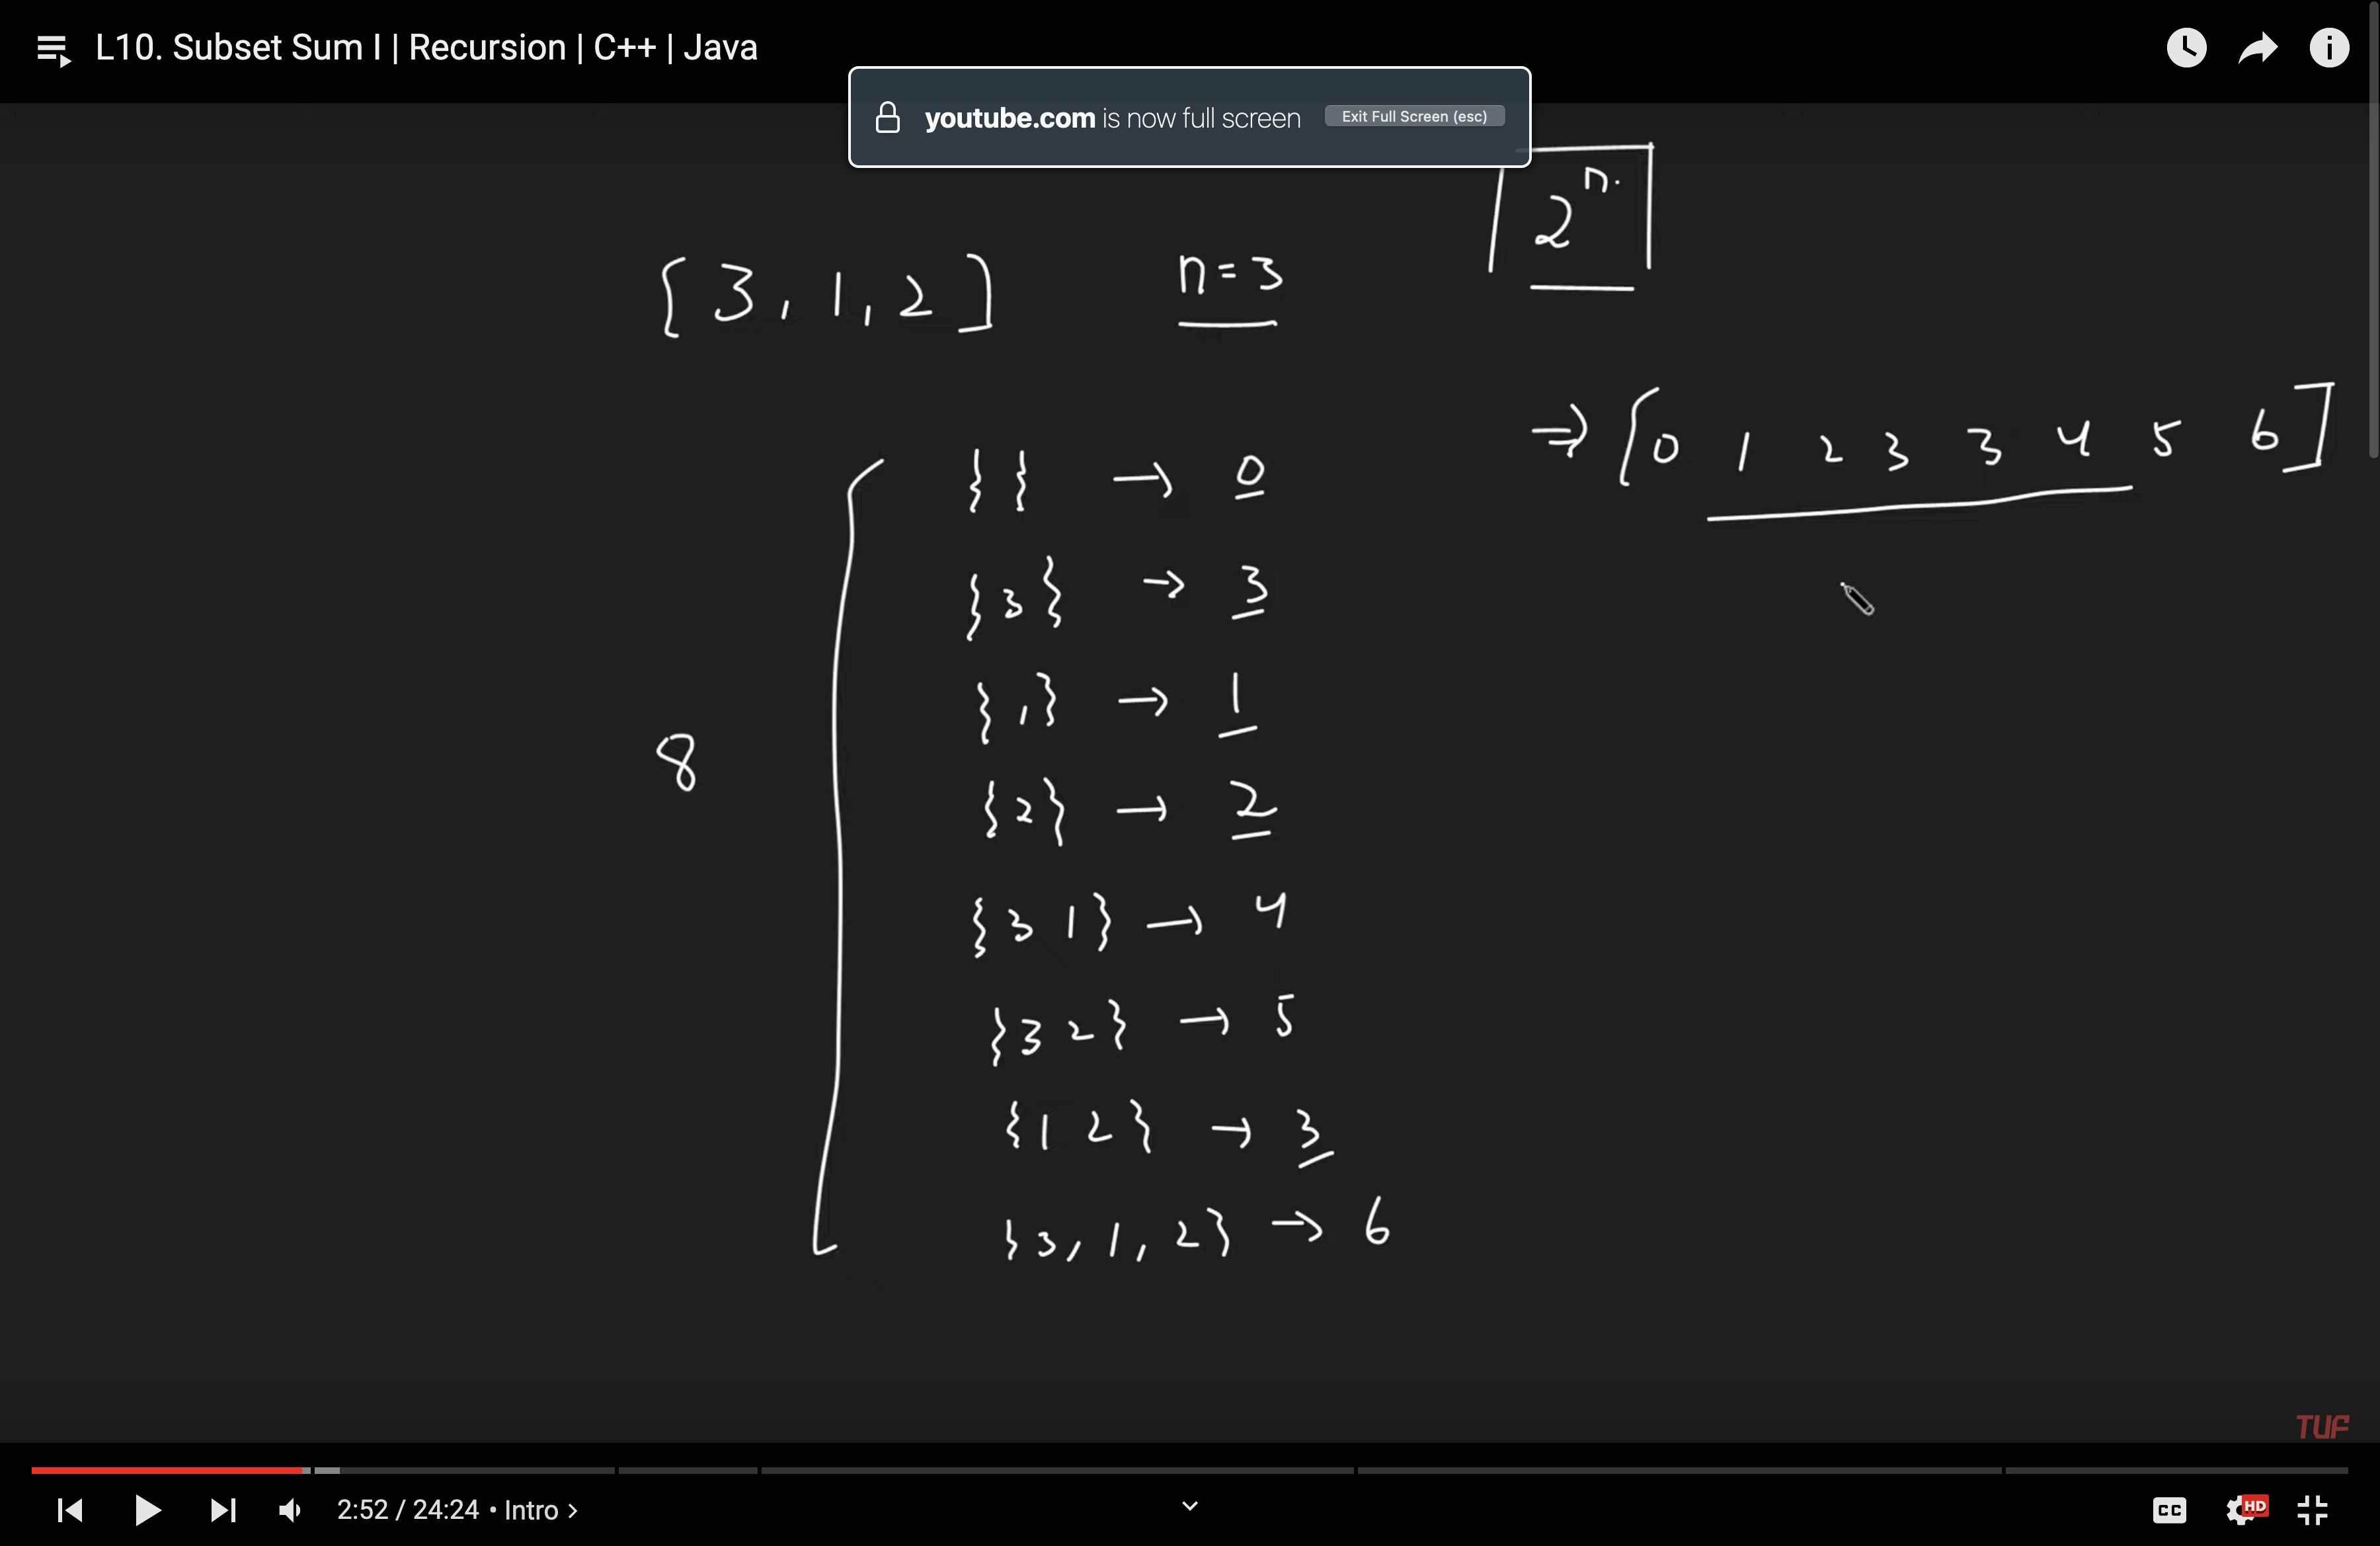 L10. Subset Sum I | Recursion | C++ | Java
youtube.com is now full screen Exit Full Screen (esc)
2^n.
[3, 1, 2] n=3
⇒ [0 1 2 3 3 4 5 6]
{} → 0
{3} → 3
{1} → 1
8
{2} → 2
{3 1} → 4
{3 2} → 5
{1 2} → 3
{3, 1, 2} → 6
TUF
2:52 / 24:24 • Intro >
CC HD